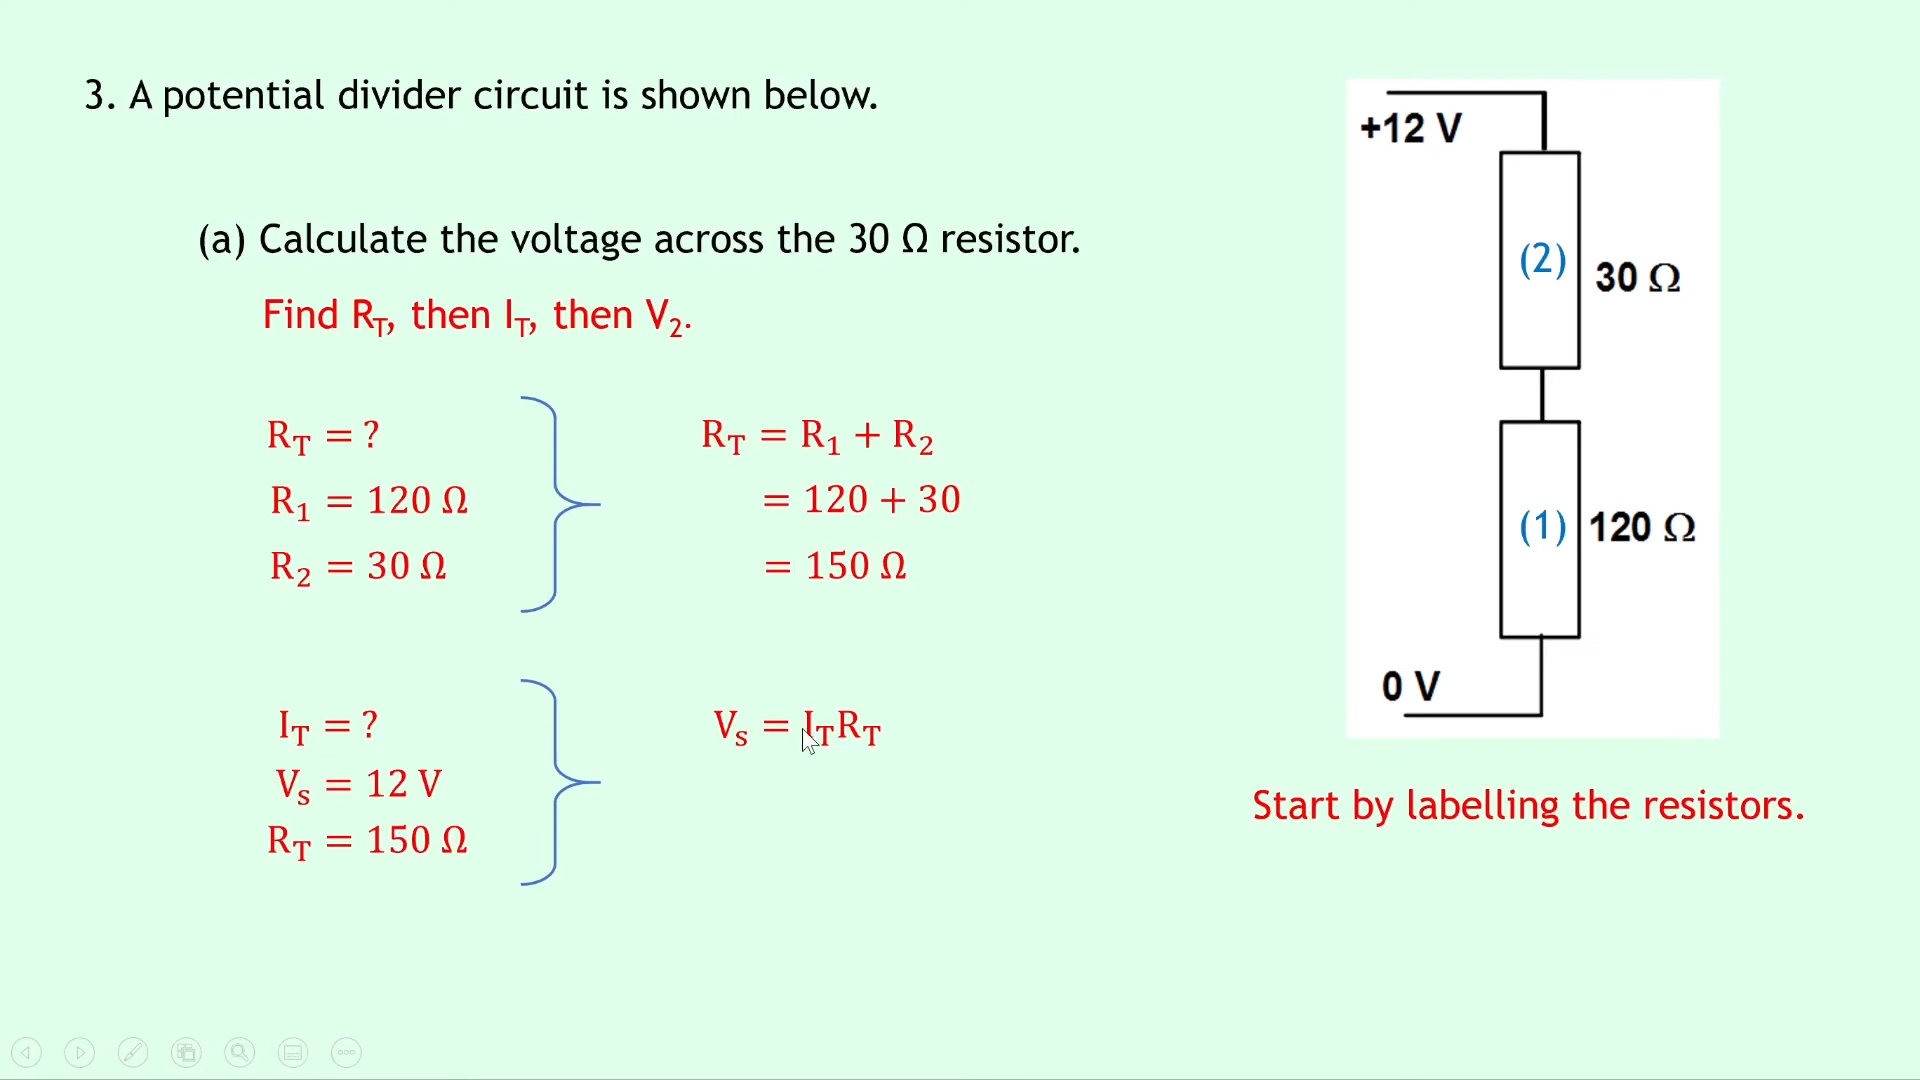 3. A potential divider circuit is shown below.
(a) Calculate the voltage across the 30 Ω resistor.
Find R_T, then I_T, then V_2.
R_T = ?
R_1 = 120 Ω
R_2 = 30 Ω
R_T = R_1 + R_2
= 120 + 30
= 150 Ω
I_T = ?
V_s = 12 V
R_T = 150 Ω
V_s = I_T R_T
+12 V
(2) 30 Ω
(1) 120 Ω
0 V
Start by labelling the resistors.